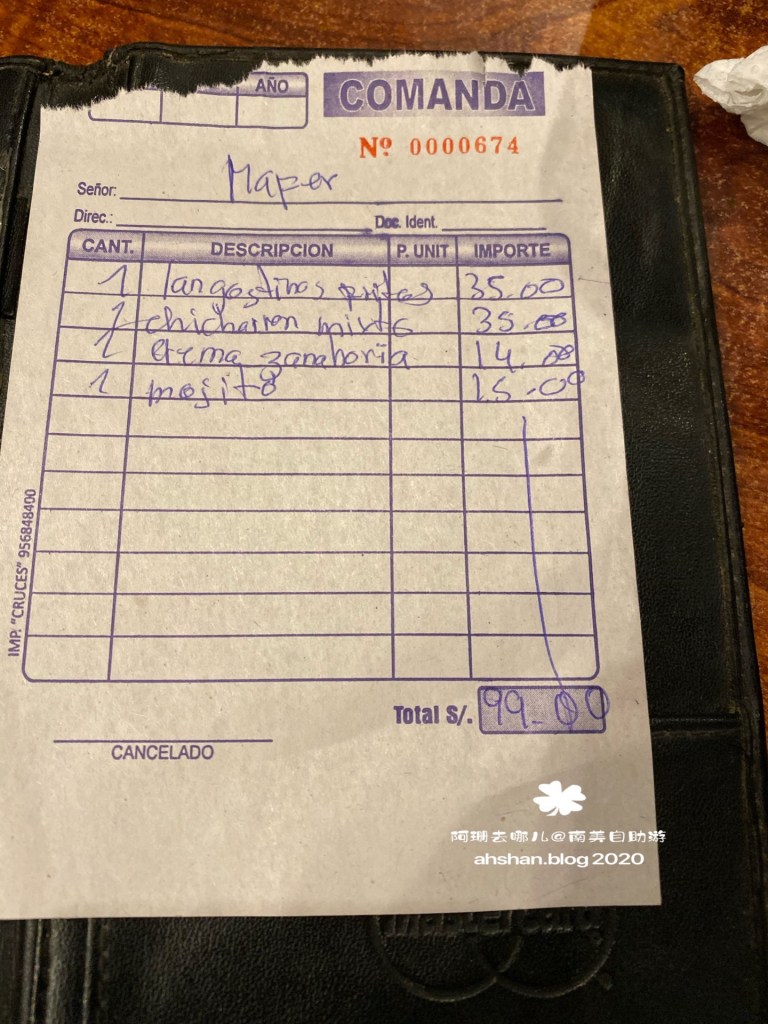 AÑO
COMANDA
Nº 0000674
Señor: Maper
Direc.: Doc. Ident.
CANT. DESCRIPCION P. UNIT IMPORTE
1 langostinos 35.00
1 chicharron mixto 35.00
1 crema zanahoria 14.00
1 mojito 15.00
Total S/. 99.00
CANCELADO
IMP. "CRUCES" 956848400
阿珊去哪儿@南美自助游
ahshan.blog 2020
mastercard